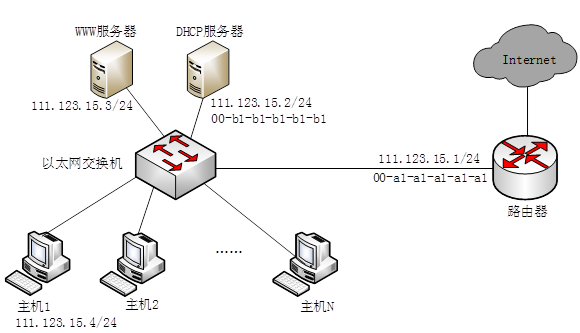 WWW服务器
DHCP服务器
Internet
111.123.15.3/24
111.123.15.2/24
00-b1-b1-b1-b1-b1
以太网交换机
111.123.15.1/24
00-a1-a1-a1-a1-a1
路由器
……
主机1
主机2
主机N
111.123.15.4/24